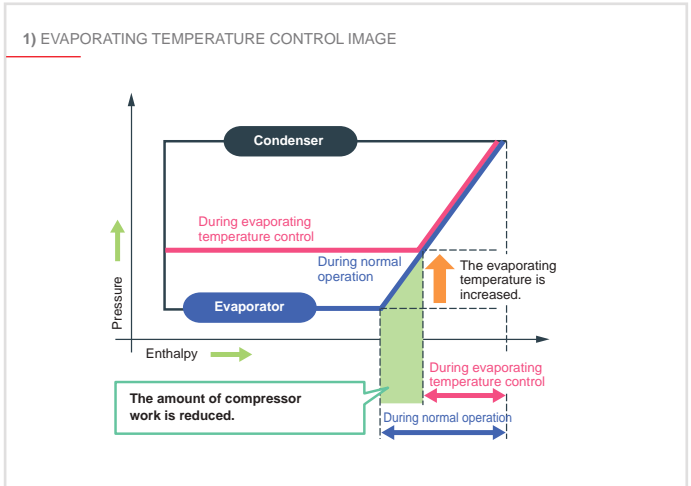 1) EVAPORATING TEMPERATURE CONTROL IMAGE
Condenser
During evaporating
temperature control
During normal
operation
The evaporating
temperature is
increased.
Pressure
Evaporator
Enthalpy
During evaporating
temperature control
The amount of compressor
work is reduced.
During normal operation